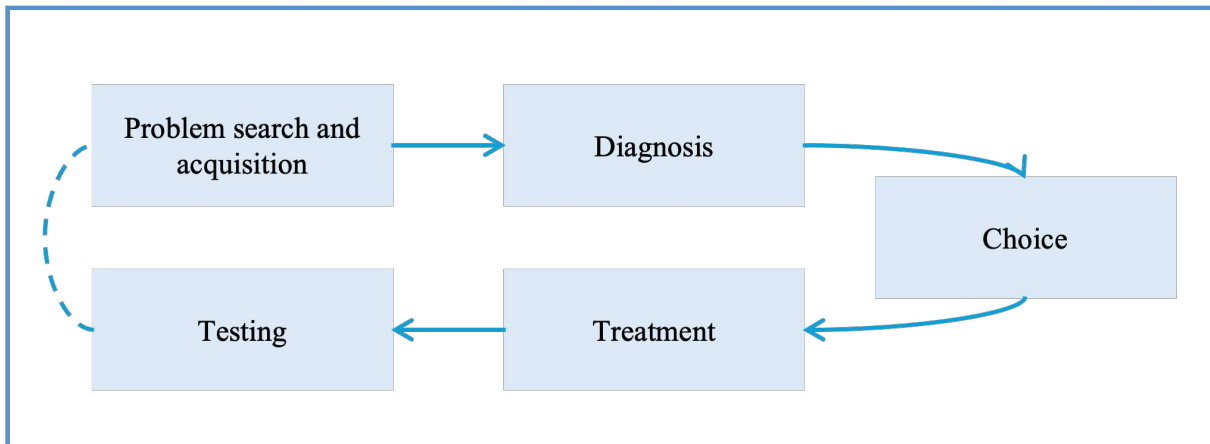 Problem search and
acquisition
Diagnosis
Choice
Treatment
Testing